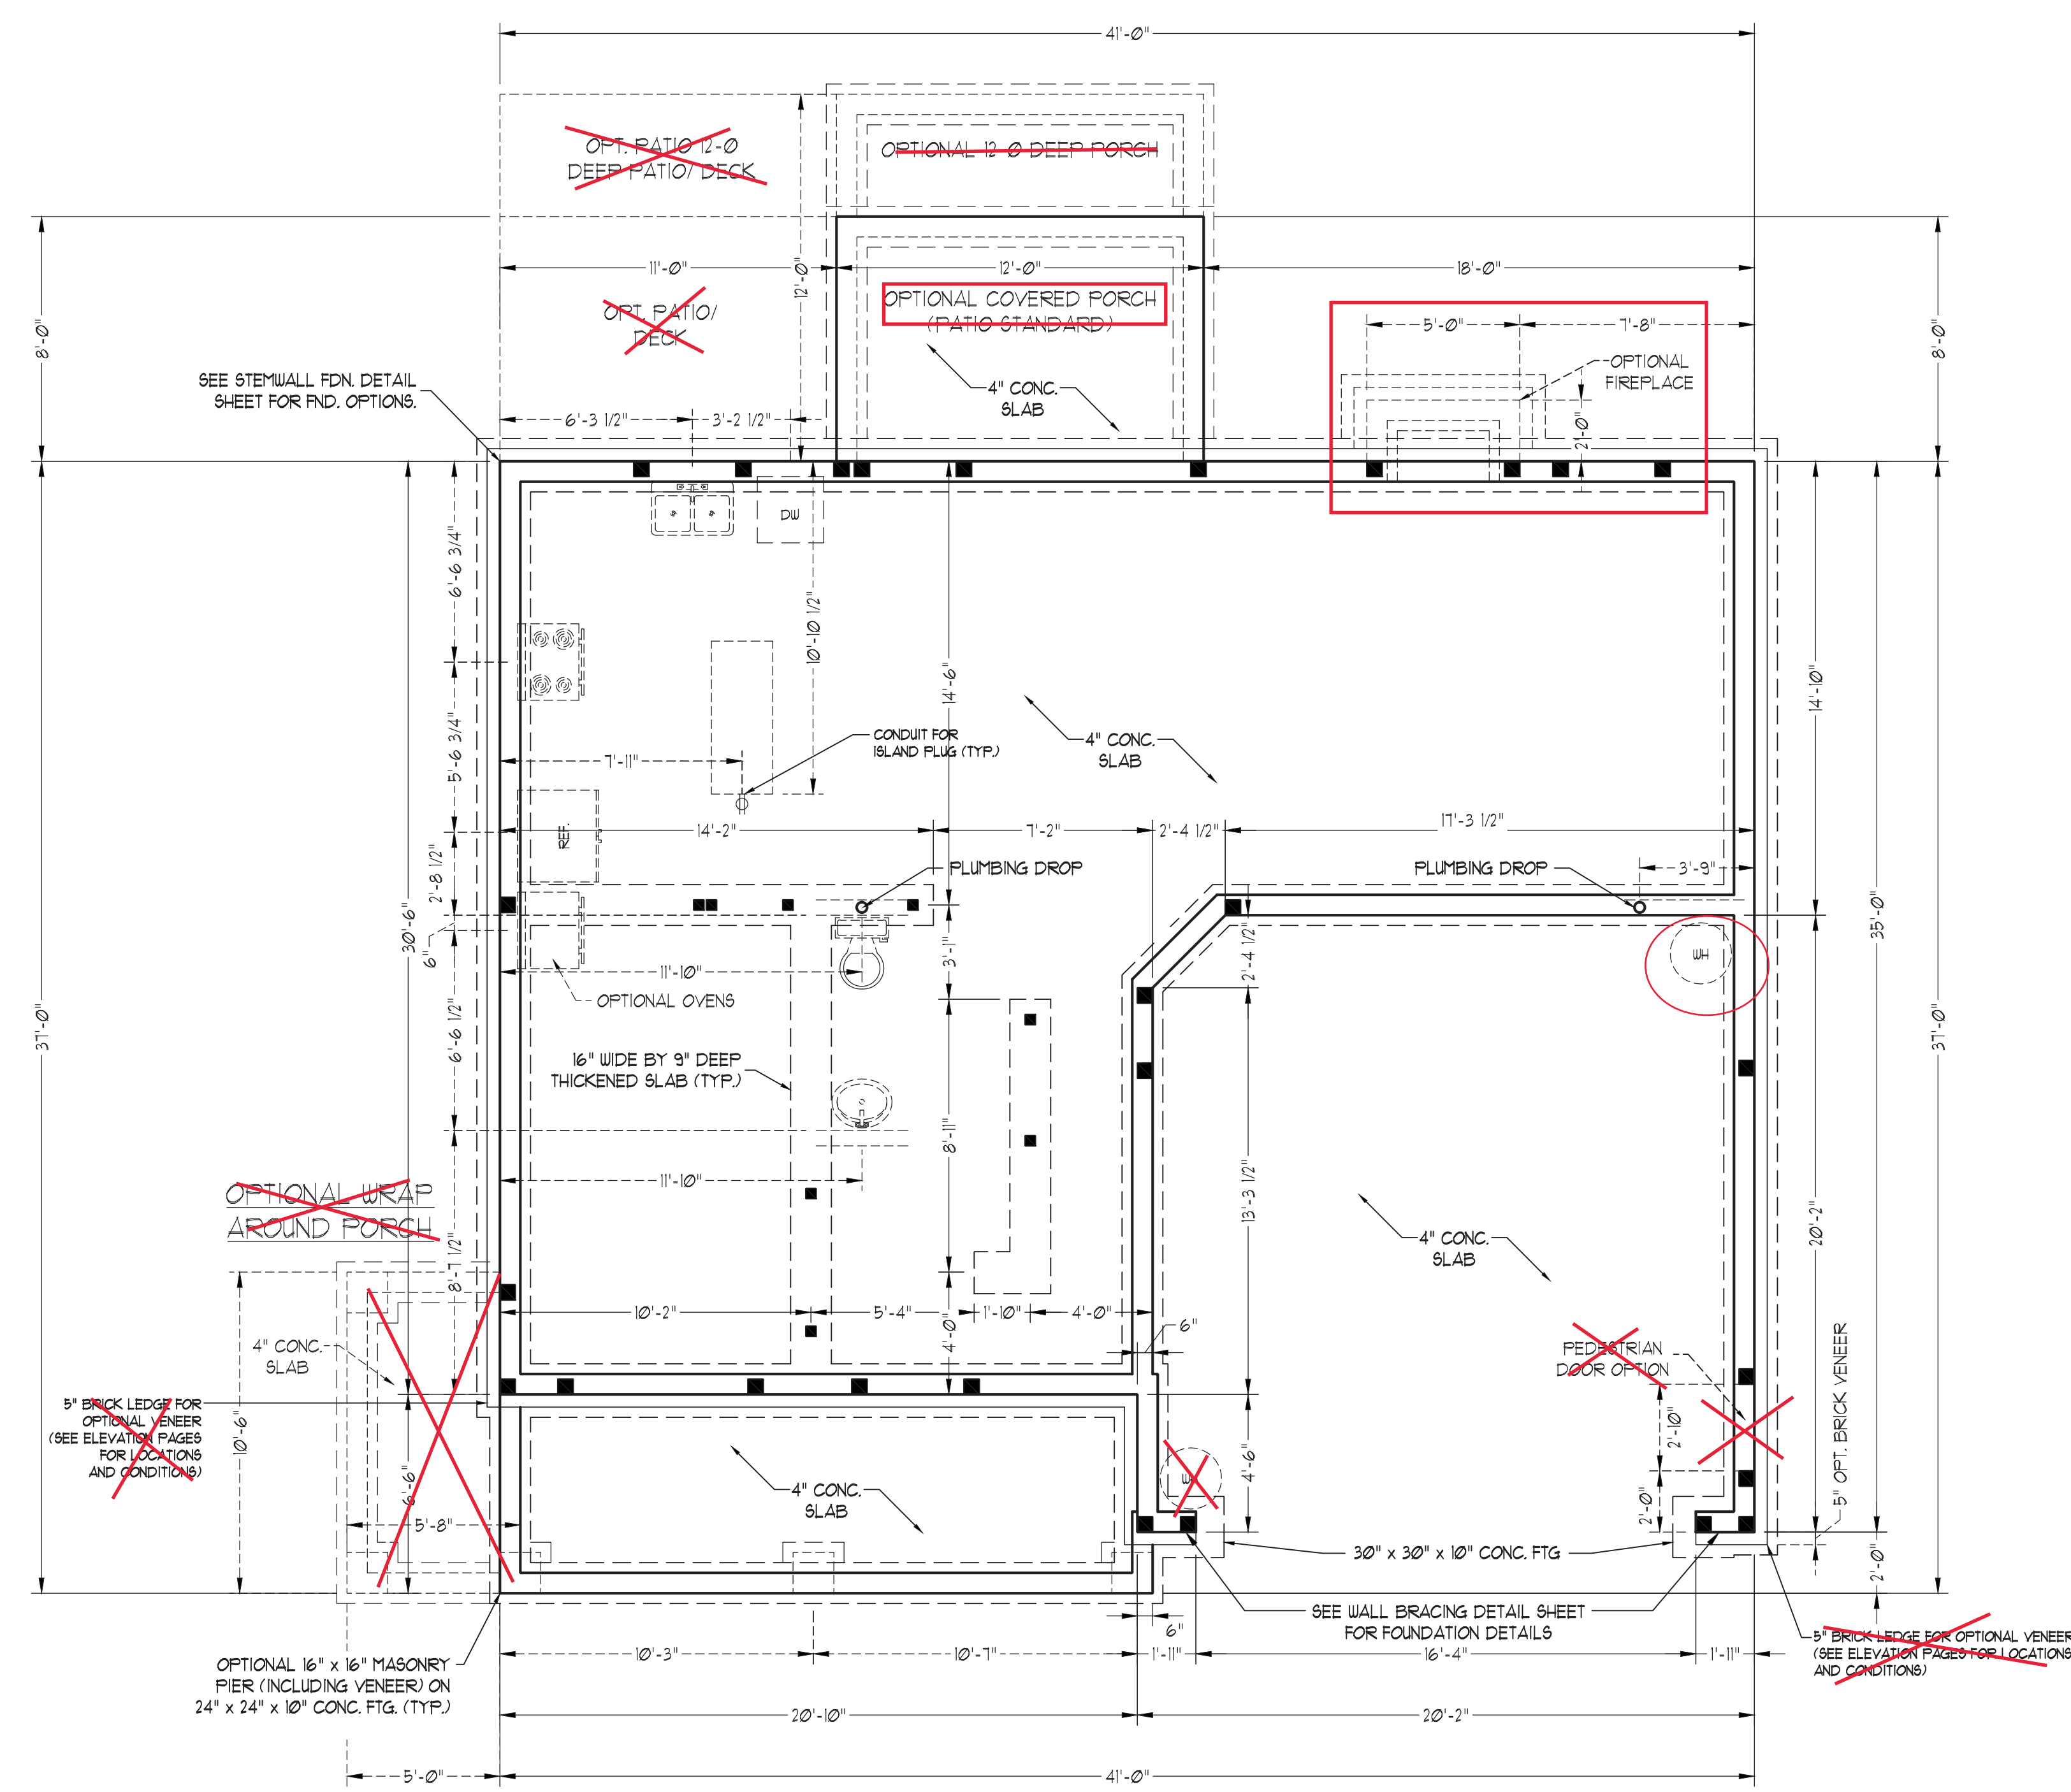 41'-0"
OPT. PATIO 12-0
DEEP PATIO/ DECK
OPTIONAL 12-0 DEEP PORCH
11'-0"
12'-0"
12'-0"
18'-0"
OPT. PATIO/
DECK
OPTIONAL COVERED PORCH
(PATIO STANDARD)
5'-0"
7'-8"
OPTIONAL
FIREPLACE
2'-0"
8'-0"
8'-0"
SEE STEMWALL FDN. DETAIL
SHEET FOR FND. OPTIONS.
4" CONC.
SLAB
6'-3 1/2"
3'-2 1/2"
DW
6'-6 3/4"
10'-10 1/2"
14'-6"
14'-10"
5'-6 3/4"
CONDUIT FOR
ISLAND PLUG (TYP.)
7'-11"
4" CONC.
SLAB
REF.
14'-2"
7'-2"
2'-4 1/2"
17'-3 1/2"
PLUMBING DROP
PLUMBING DROP
3'-9"
2'-8 1/2"
30'-6"
6"
35'-0"
3'-1"
2'-4 1/2"
WH
11'-10"
OPTIONAL OVENS
37'-0"
37'-0"
6'-6 1/2"
16" WIDE BY 9" DEEP
THICKENED SLAB (TYP.)
8'-11"
11'-10"
13'-3 1/2"
20'-2"
OPTIONAL WRAP
AROUND PORCH
4" CONC.
SLAB
8'-7 1/2"
10'-2"
5'-4"
1'-10"
4'-0"
4'-0"
6"
4" CONC.
SLAB
PEDESTRIAN
DOOR OPTION
5" OPT. BRICK VENEER
5" BRICK LEDGE FOR
OPTIONAL VENEER
(SEE ELEVATION PAGES
FOR LOCATIONS
AND CONDITIONS)
10'-6"
6'-6"
5'-8"
4" CONC.
SLAB
4'-6"
2'-10"
2'-0"
30" x 30" x 10" CONC. FTG
2'-0"
SEE WALL BRACING DETAIL SHEET
FOR FOUNDATION DETAILS
6"
5" BRICK LEDGE FOR OPTIONAL VENEER
(SEE ELEVATION PAGES FOR LOCATIONS
AND CONDITIONS)
OPTIONAL 16" x 16" MASONRY
PIER (INCLUDING VENEER) ON
24" x 24" x 10" CONC. FTG. (TYP.)
10'-3"
10'-7"
1'-11"
16'-4"
1'-11"
20'-10"
20'-2"
5'-0"
41'-0"